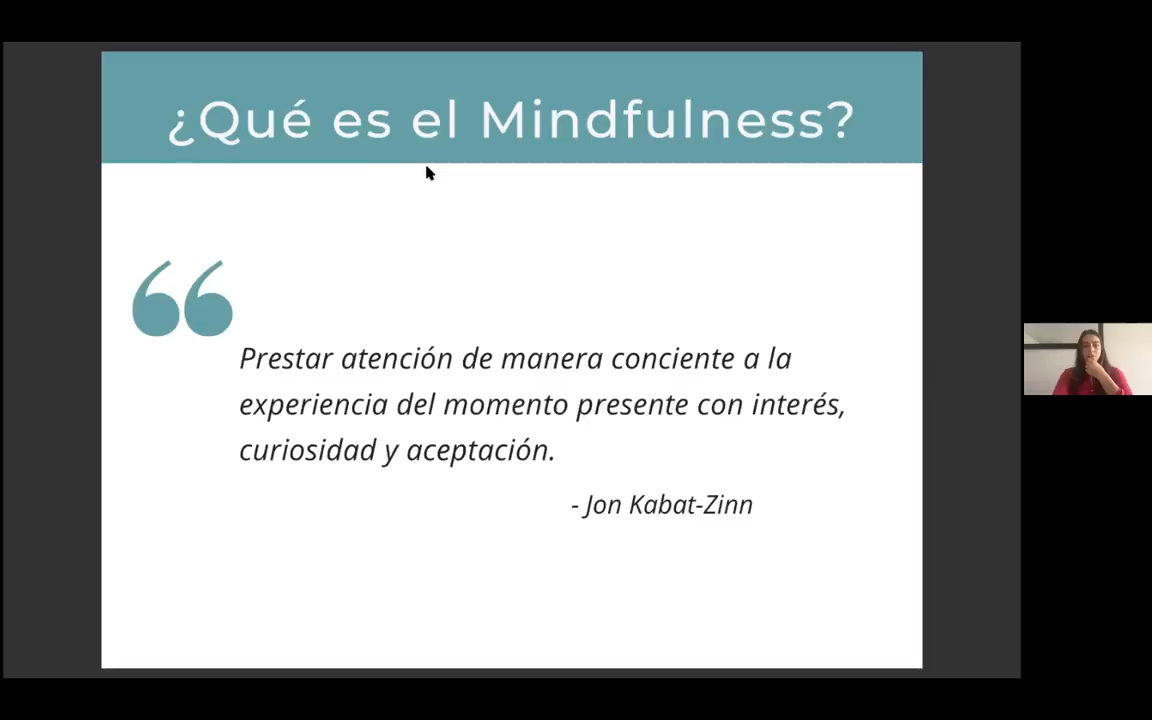 ¿Qué es el Mindfulness?
Prestar atención de manera conciente a la
experiencia del momento presente con interés,
curiosidad y aceptación.
- Jon Kabat-Zinn